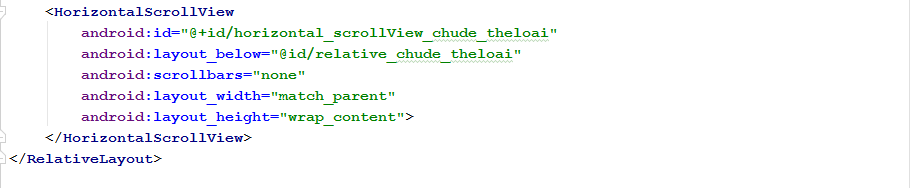 <HorizontalScrollView
android:id="@+id/horizontal_scrollView_chude_theloai"
android:layout_below="@id/relative_chude_theloai"
android:scrollbars="none"
android:layout_width="match_parent"
android:layout_height="wrap_content">
</HorizontalScrollView>
</RelativeLayout>